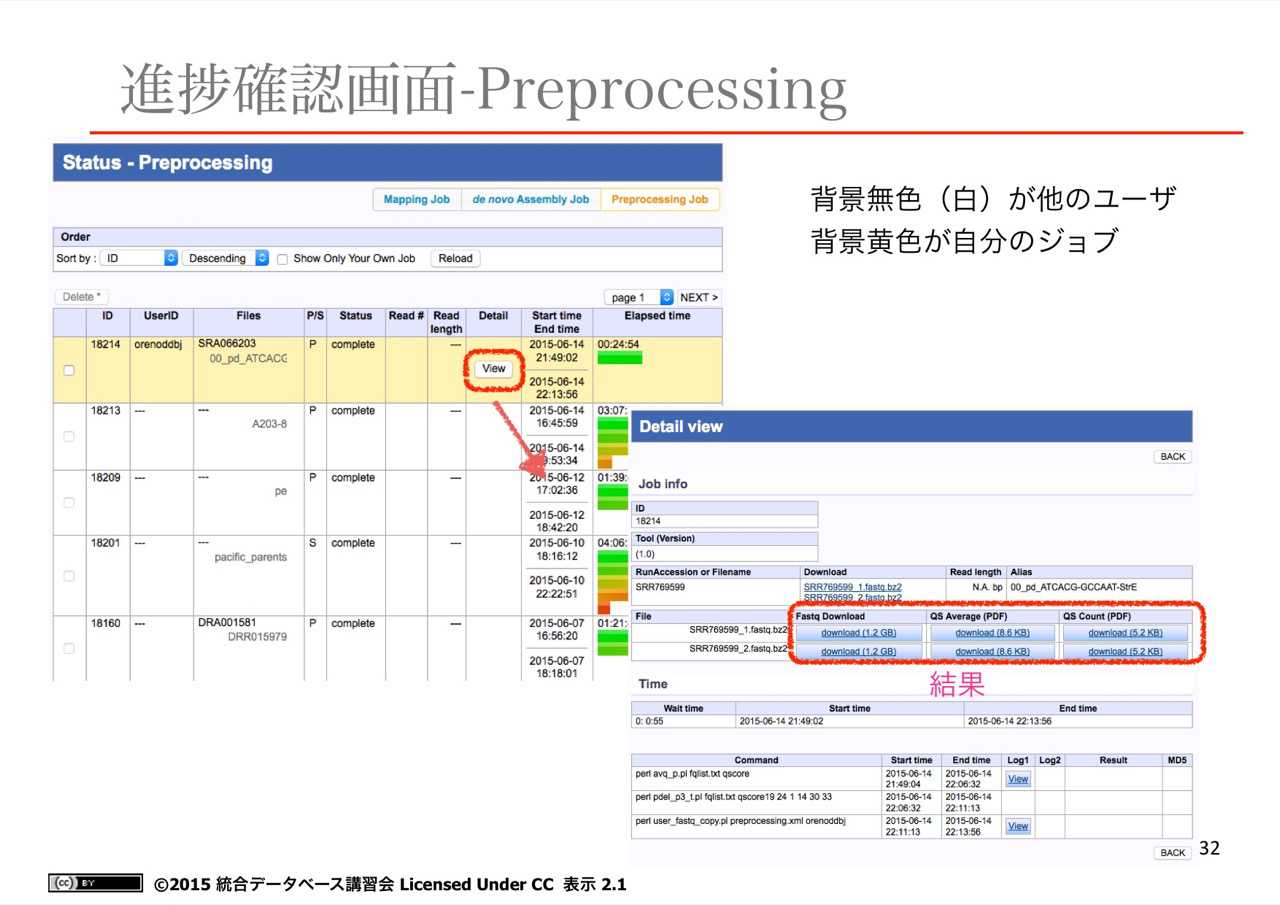 進捗確認画面-Preprocessing
Status - Preprocessing
Mapping Job de novo Assembly Job Preprocessing Job
Order
Sort by : ID Descending Show Only Your Own Job Reload
Delete * page 1 NEXT >
ID UserID Files P/S Status Read # Read length Detail Start time End time Elapsed time
18214 orenoddbj SRA066203 P complete --- 2015-06-14 00:24:54
00_pd_ATCACG 21:49:02
View
2015-06-14
22:13:56
18213 --- --- P complete --- 2015-06-14 03:07:
A203-8 16:45:59
2015-06-14
9:53:34
18209 --- --- P complete --- 2015-06-12 01:39:
pe 17:02:36
2015-06-12
18:42:20
18201 --- --- S complete --- 2015-06-10 04:06:
pacific_parents 18:16:12
2015-06-10
22:22:51
18160 --- DRA001581 P complete --- 2015-06-07 01:21:
DRR015979 16:56:20
2015-06-07
18:18:01
背景無色（白）が他のユーザ
背景黄色が自分のジョブ
Detail view
BACK
Job info
ID
18214
Tool (Version)
(1.0)
RunAccession or Filename Download Read length Alias
SRR769599 SRR769599_1.fastq.bz2 N.A. bp 00_pd_ATCACG-GCCAAT-StrE
SRR769599_2.fastq.bz2
File Fastq Download QS Average (PDF) QS Count (PDF)
SRR769599_1.fastq.bz2 download (1.2 GB) download (8.6 KB) download (5.2 KB)
SRR769599_2.fastq.bz2 download (1.2 GB) download (8.6 KB) download (5.2 KB)
結果
Time
Wait time Start time End time
0: 0:55 2015-06-14 21:49:02 2015-06-14 22:13:56
Command Start time End time Log1 Log2 Result MD5
perl avq_p.pl fqlist.txt qscore 2015-06-14 21:49:04 2015-06-14 22:06:32 View
perl pdel_p3_t.pl fqlist.txt qscore19 24 1 14 30 33 2015-06-14 22:06:32 2015-06-14 22:11:13
perl user_fastq_copy.pl preprocessing.xml orenoddbj 2015-06-14 22:11:13 2015-06-14 22:13:56 View
BACK
32
cc BY ©2015 統合データベース講習会 Licensed Under CC 表示 2.1